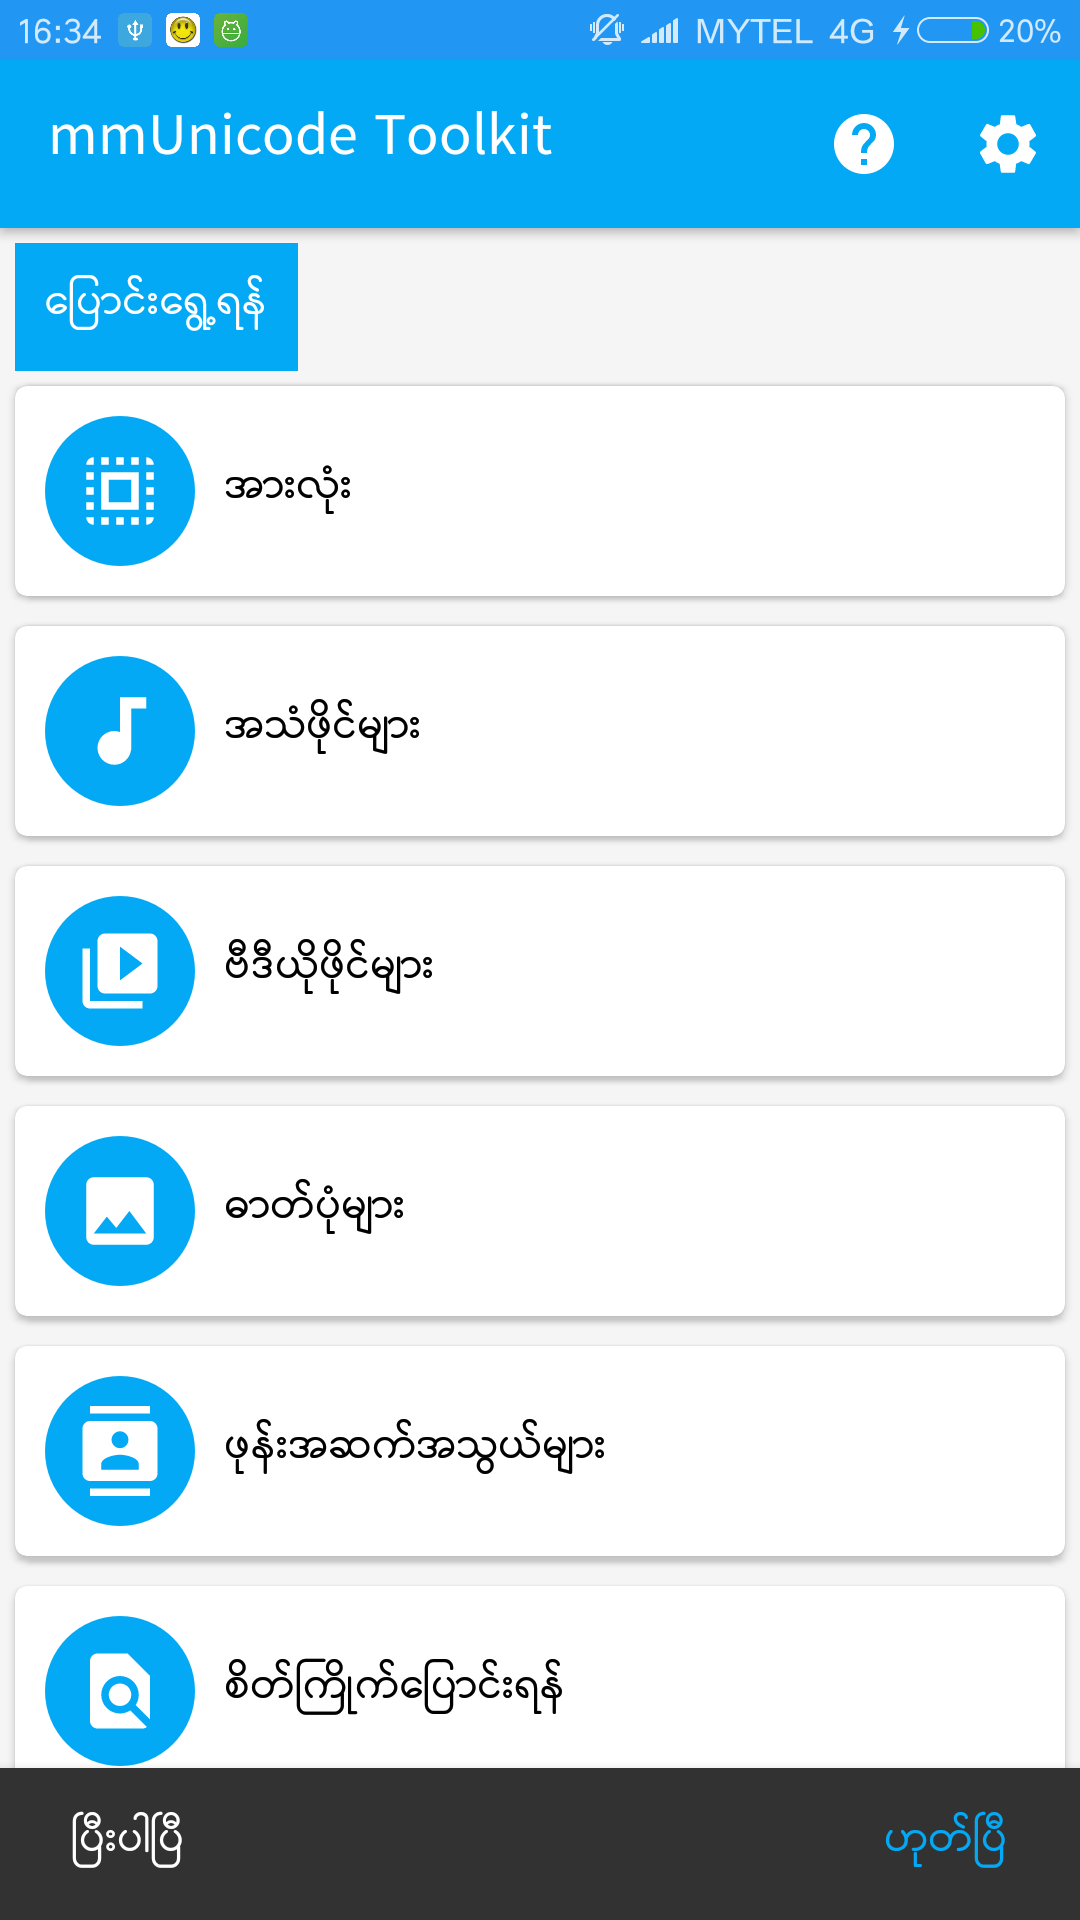 16:34 MYTEL 4G 20%
mmUnicode Toolkit
ပြောင်းရွှေ့ရန်
အားလုံး
အသံဖိုင်များ
ဗီဒီယိုဖိုင်များ
ဓာတ်ပုံများ
ဖုန်းအဆက်အသွယ်များ
စိတ်ကြိုက်ပြောင်းရန်
ပြီးပါပြီ ဟုတ်ပြီ